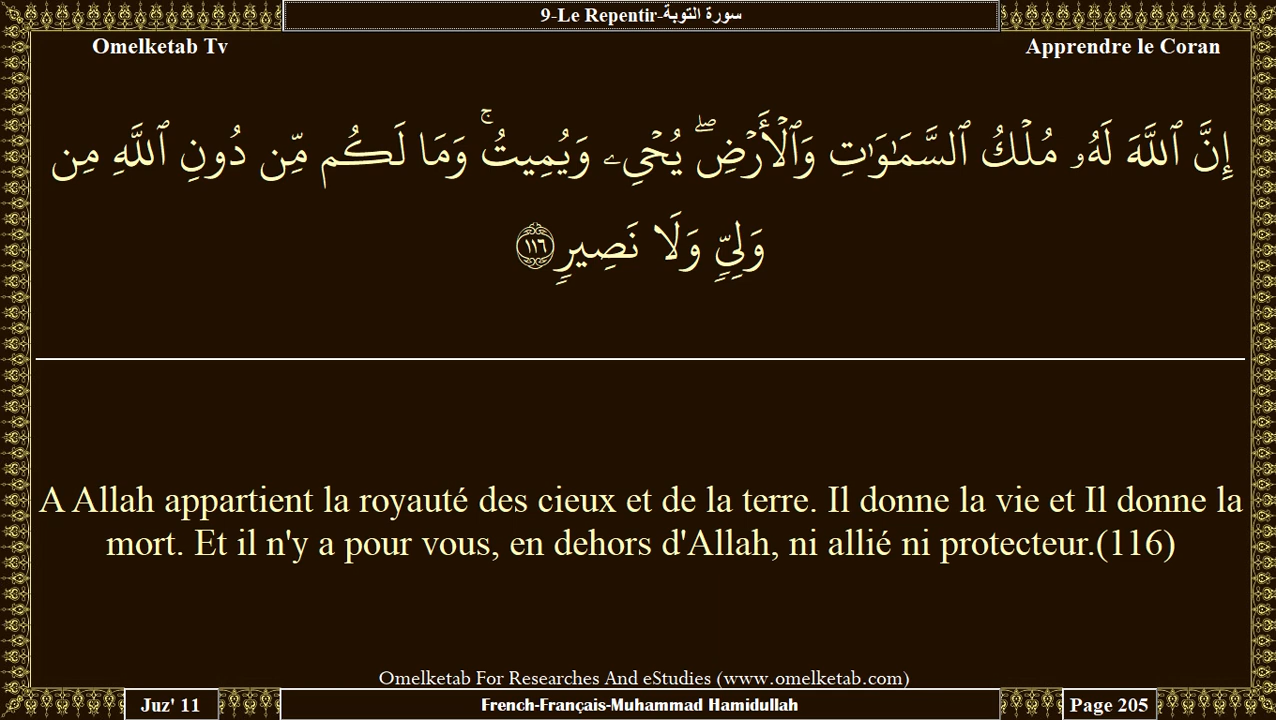 9-Le Repentir-سورة التوبة
Omelketab Tv
Apprendre le Coran
إِنَّ ٱللَّهَ لَهُۥ مُلْكُ ٱلسَّمَـٰوَٰتِ وَٱلْأَرْضِ ۖ يُحْىِۦ وَيُمِيتُ ۚ وَمَا لَكُم مِّن دُونِ ٱللَّهِ مِن
وَلِىٍّ وَلَا نَصِيرٍ ١١٦
A Allah appartient la royauté des cieux et de la terre. Il donne la vie et Il donne la
mort. Et il n'y a pour vous, en dehors d'Allah, ni allié ni protecteur.(116)
Omelketab For Researches And eStudies (www.omelketab.com)
Juz' 11
French-Français-Muhammad Hamidullah
Page 205